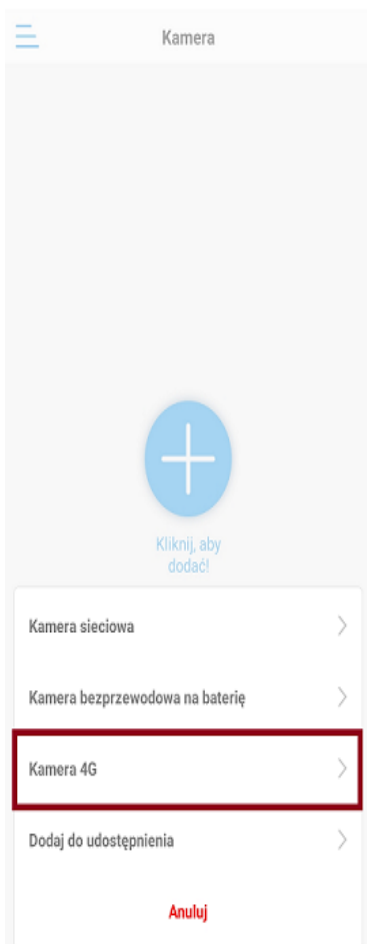 Kamera
Kliknij, aby
dodać!
Kamera sieciowa
Kamera bezprzewodowa na baterię
Kamera 4G
Dodaj do udostępnienia
Anuluj